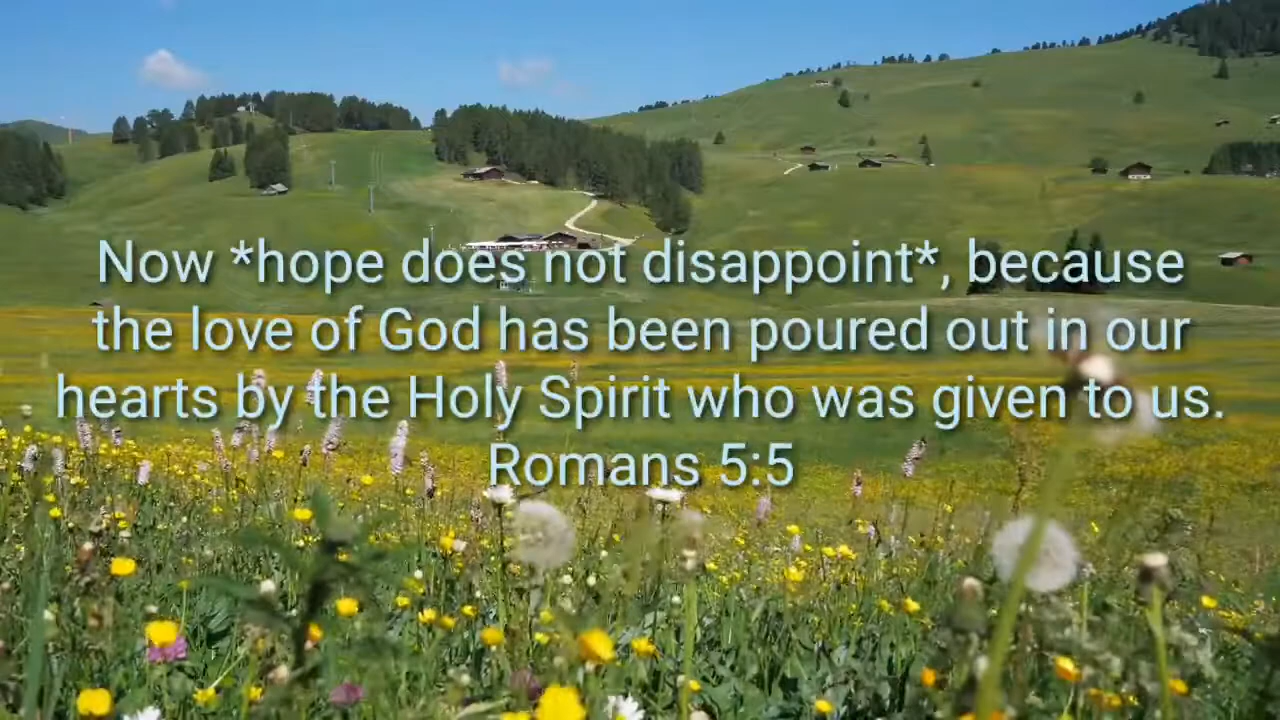 Now *hope does not disappoint*, because
the love of God has been poured out in our
hearts by the Holy Spirit who was given to us.
Romans 5:5